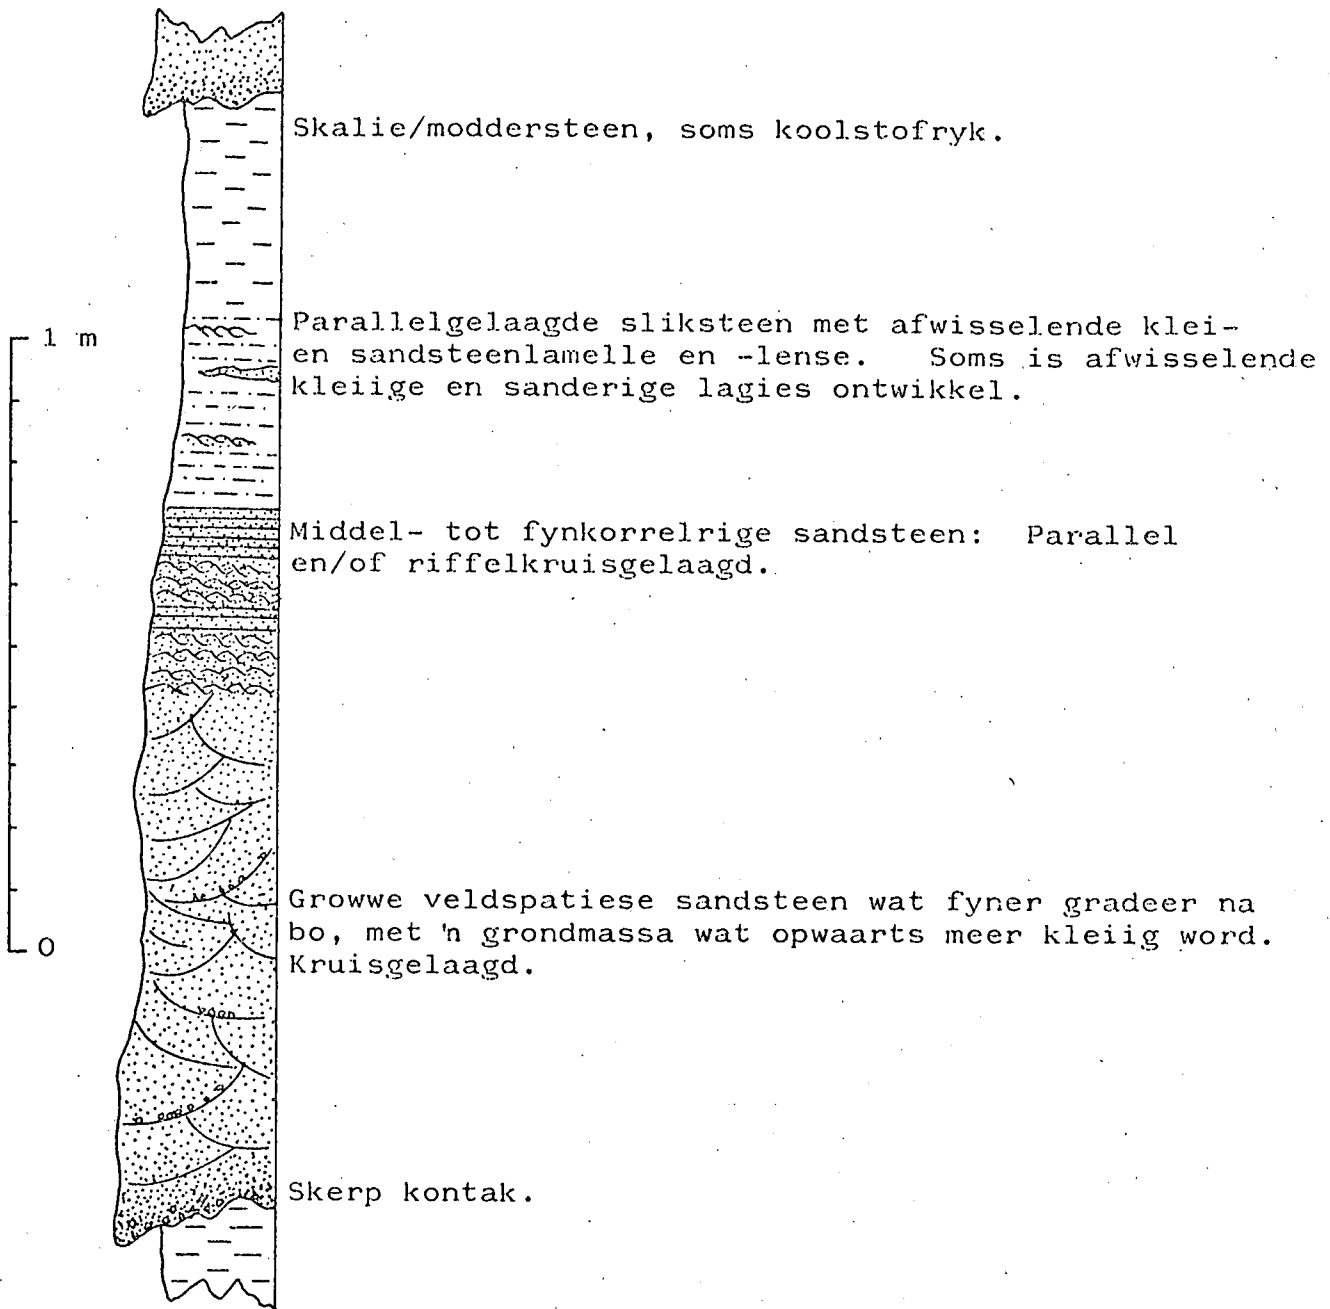 Skalie/moddersteen, soms koolstofryk.
1 m
Parallelgelaagde sliksteen met afwisselende klei-
en sandsteenlamelle en -lense. Soms is afwisselende
kleiige en sanderige lagies ontwikkel.
Middel- tot fynkorrelrige sandsteen: Parallel
en/of riffelkruisgelaagd.
Growwe veldspatiese sandsteen wat fyner gradeer na
bo, met 'n grondmassa wat opwaarts meer kleiig word.
0
Kruisgelaagd.
Skerp kontak.